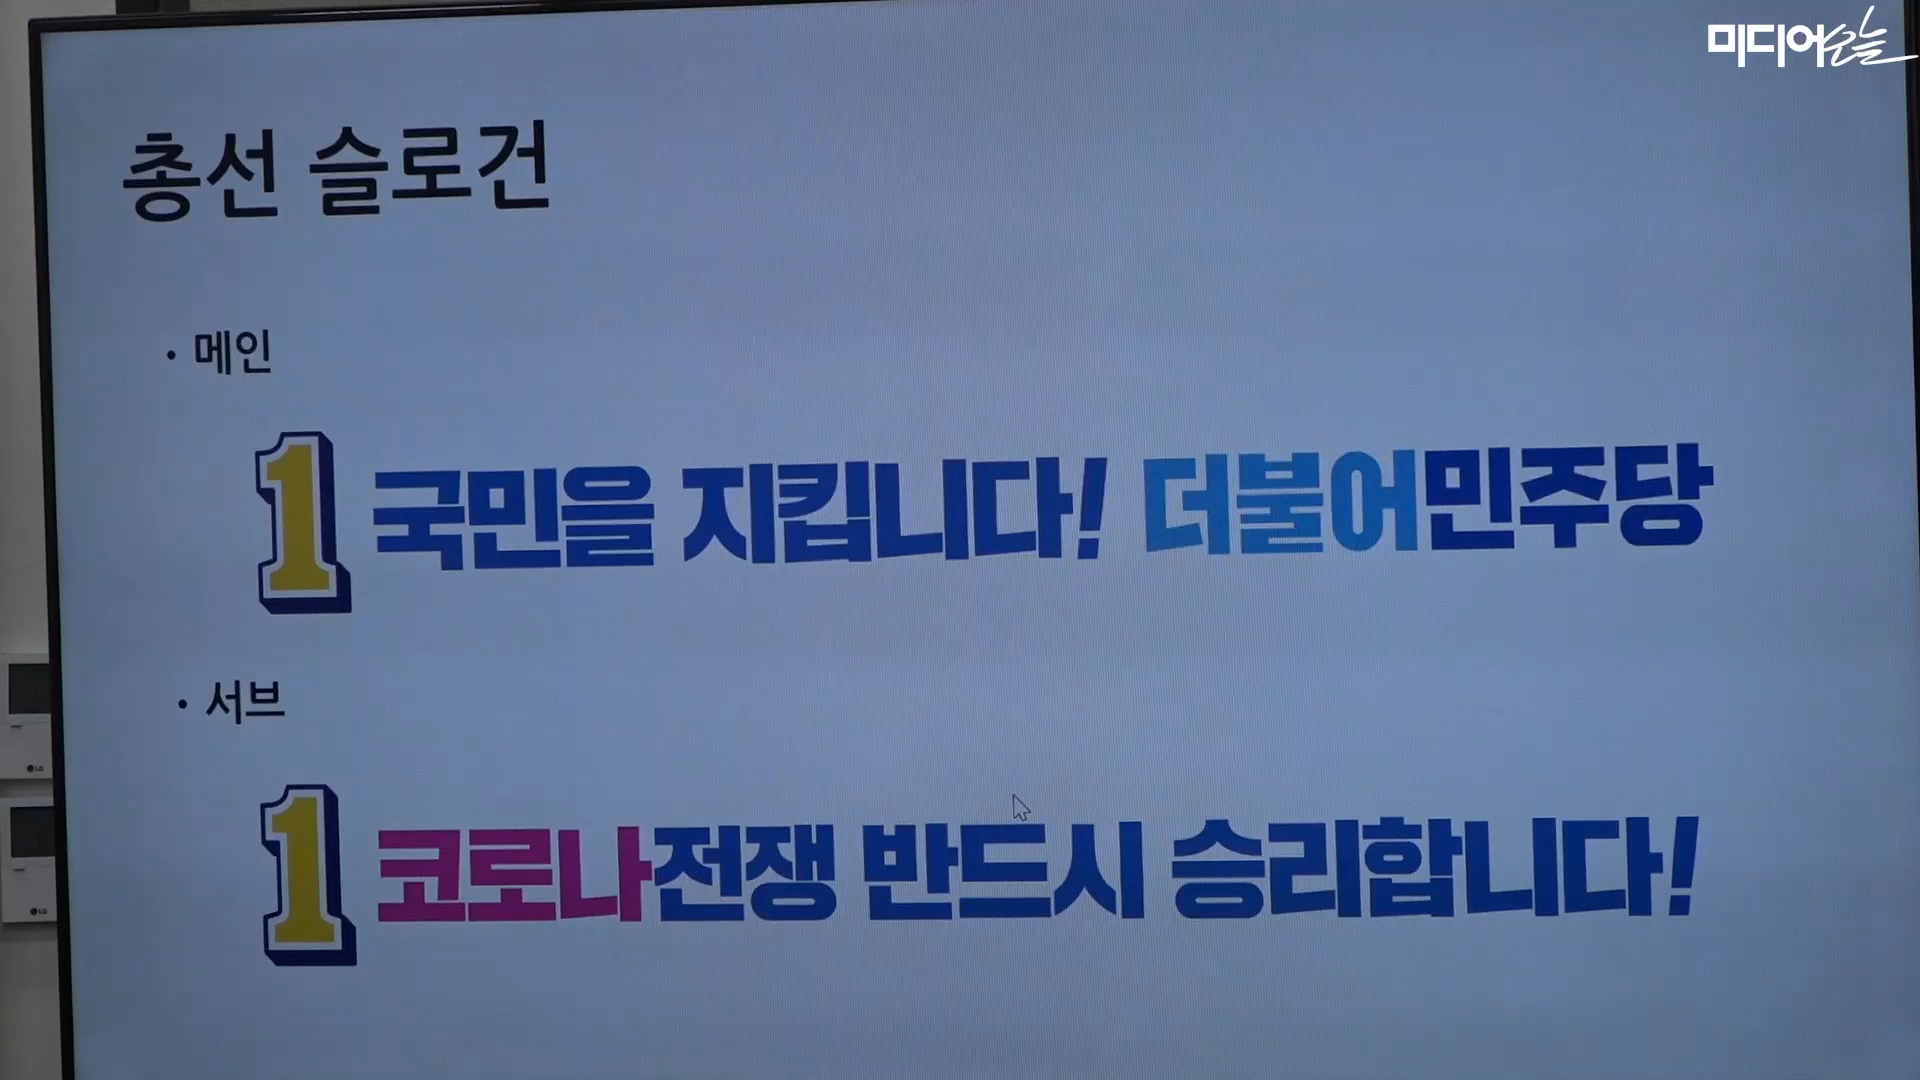 미디어오늘
총선 슬로건
· 메인
1 국민을 지킵니다! 더불어민주당
· 서브
1 코로나전쟁 반드시 승리합니다!
LG
LG